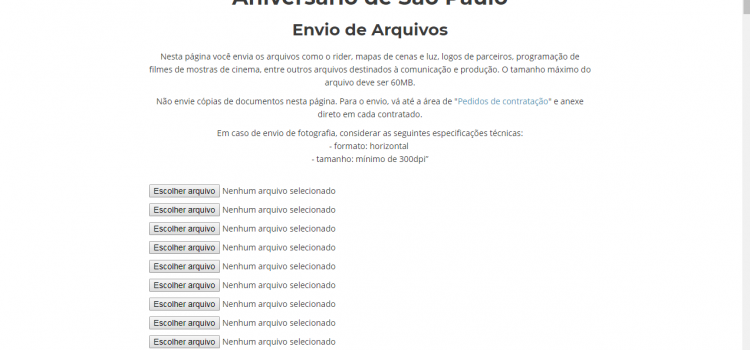 Aniversário de São Paulo
Envio de Arquivos
Nesta página você envia os arquivos como o rider, mapas de cenas e luz, logos de parceiros, programação de
filmes de mostras de cinema, entre outros arquivos destinados à comunicação e produção. O tamanho máximo do
arquivo deve ser 60MB.
Não envie cópias de documentos nesta página. Para o envio, vá até a área de "Pedidos de contratação" e anexe
direto em cada contratado.
Em caso de envio de fotografia, considerar as seguintes especificações técnicas:
- formato: horizontal
- tamanho: mínimo de 300dpi”
Escolher arquivo Nenhum arquivo selecionado
Escolher arquivo Nenhum arquivo selecionado
Escolher arquivo Nenhum arquivo selecionado
Escolher arquivo Nenhum arquivo selecionado
Escolher arquivo Nenhum arquivo selecionado
Escolher arquivo Nenhum arquivo selecionado
Escolher arquivo Nenhum arquivo selecionado
Escolher arquivo Nenhum arquivo selecionado
Escolher arquivo Nenhum arquivo selecionado